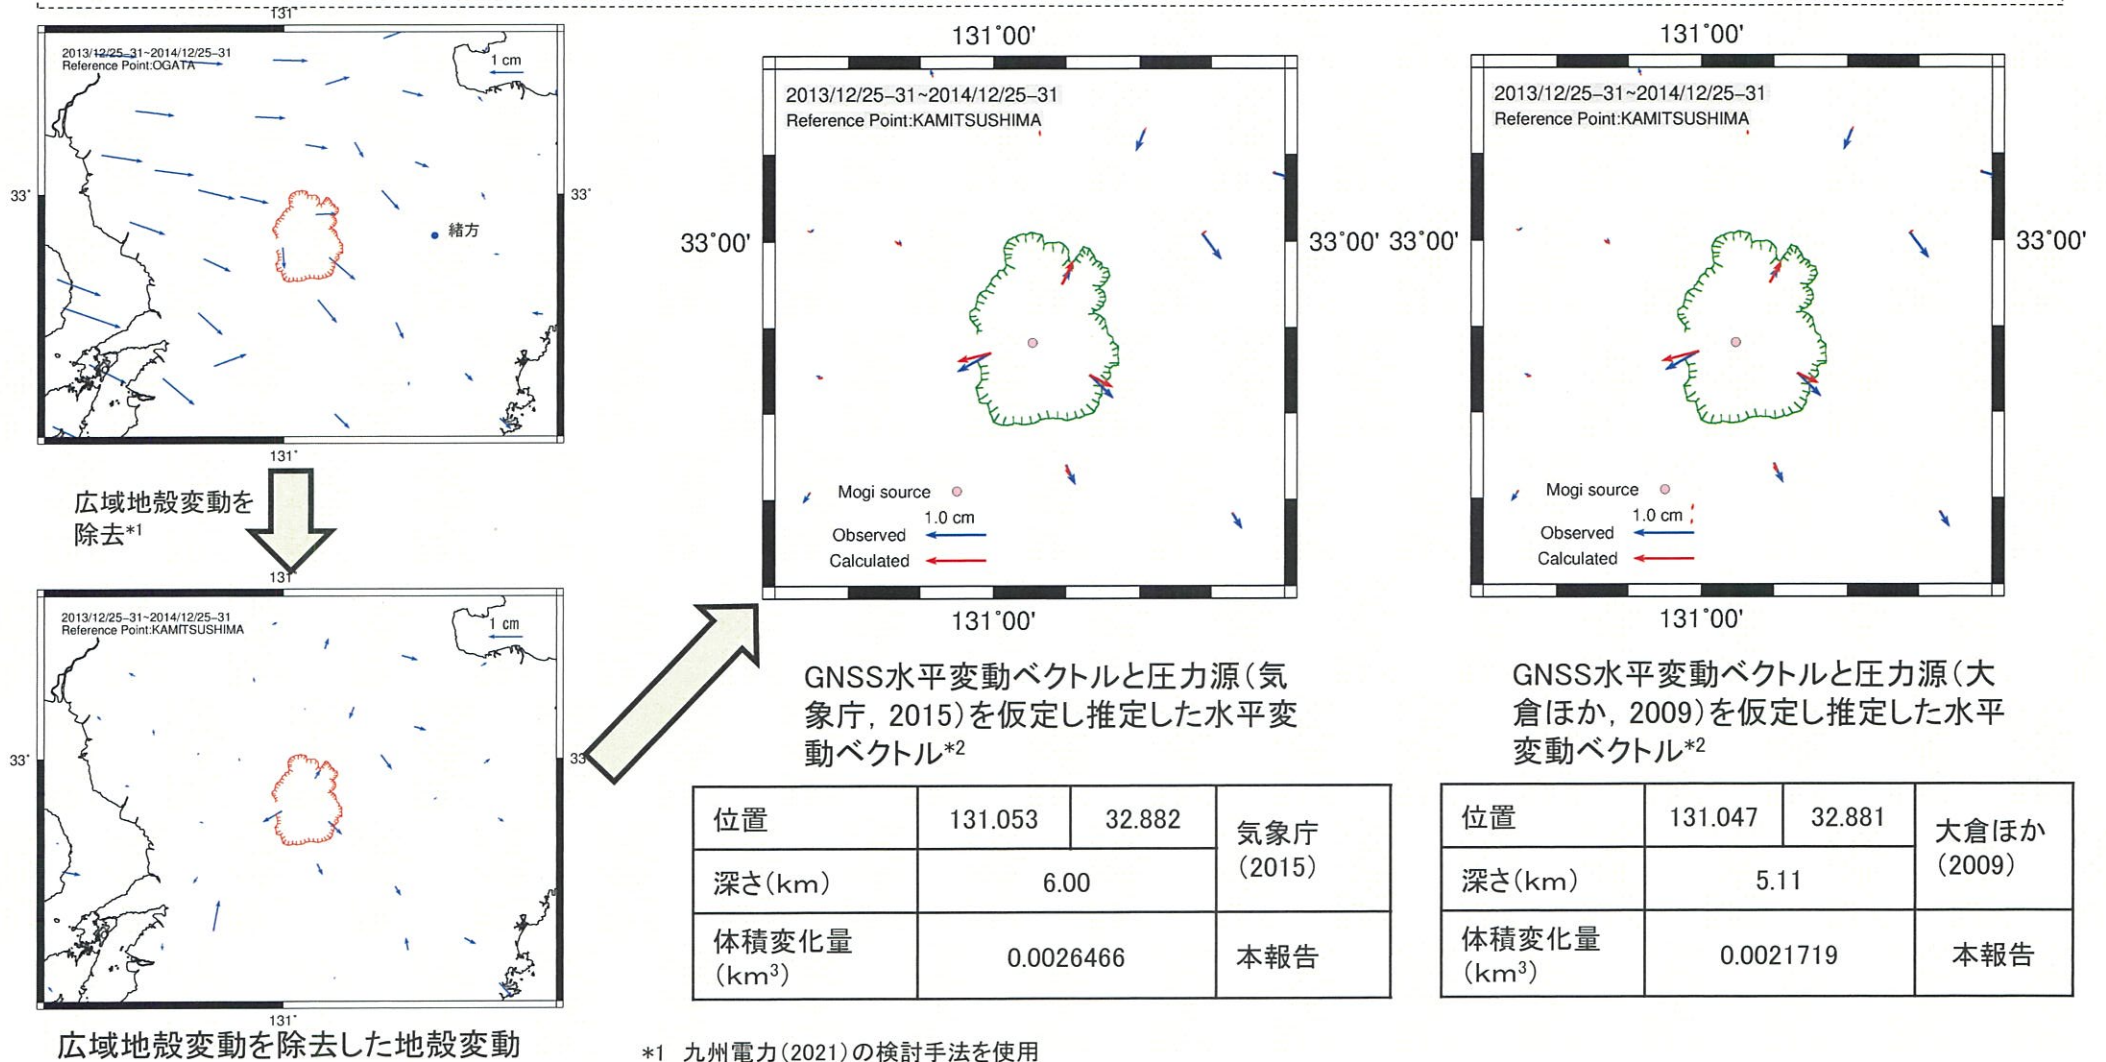 131°
2013/12/25–31~2014/12/25–31
Reference Point:OGATA
1 cm
33°
33°
緒方
131°
広域地殻変動を
除去*1
131°
2013/12/25–31~2014/12/25–31
Reference Point:KAMITSUSHIMA
1 cm
33°
33°
131°
広域地殻変動を除去した地殻変動
131°00'
2013/12/25–31~2014/12/25–31
Reference Point:KAMITSUSHIMA
33°00'
33°00'
Mogi source
1.0 cm
Observed
Calculated
131°00'
GNSS水平変動ベクトルと圧力源(気
象庁, 2015)を仮定し推定した水平変
動ベクトル*2
位置 131.053 32.882 気象庁
(2015)
深さ(km) 6.00
体積変化量
(km³) 0.0026466 本報告
131°00'
2013/12/25–31~2014/12/25–31
Reference Point:KAMITSUSHIMA
33°00'
33°00'
Mogi source
1.0 cm
Observed
Calculated
131°00'
GNSS水平変動ベクトルと圧力源(大
倉ほか, 2009)を仮定し推定した水平
変動ベクトル*2
位置 131.047 32.881 大倉ほか
(2009)
深さ(km) 5.11
体積変化量
(km³) 0.0021719 本報告
*1 九州電力(2021)の検討手法を使用